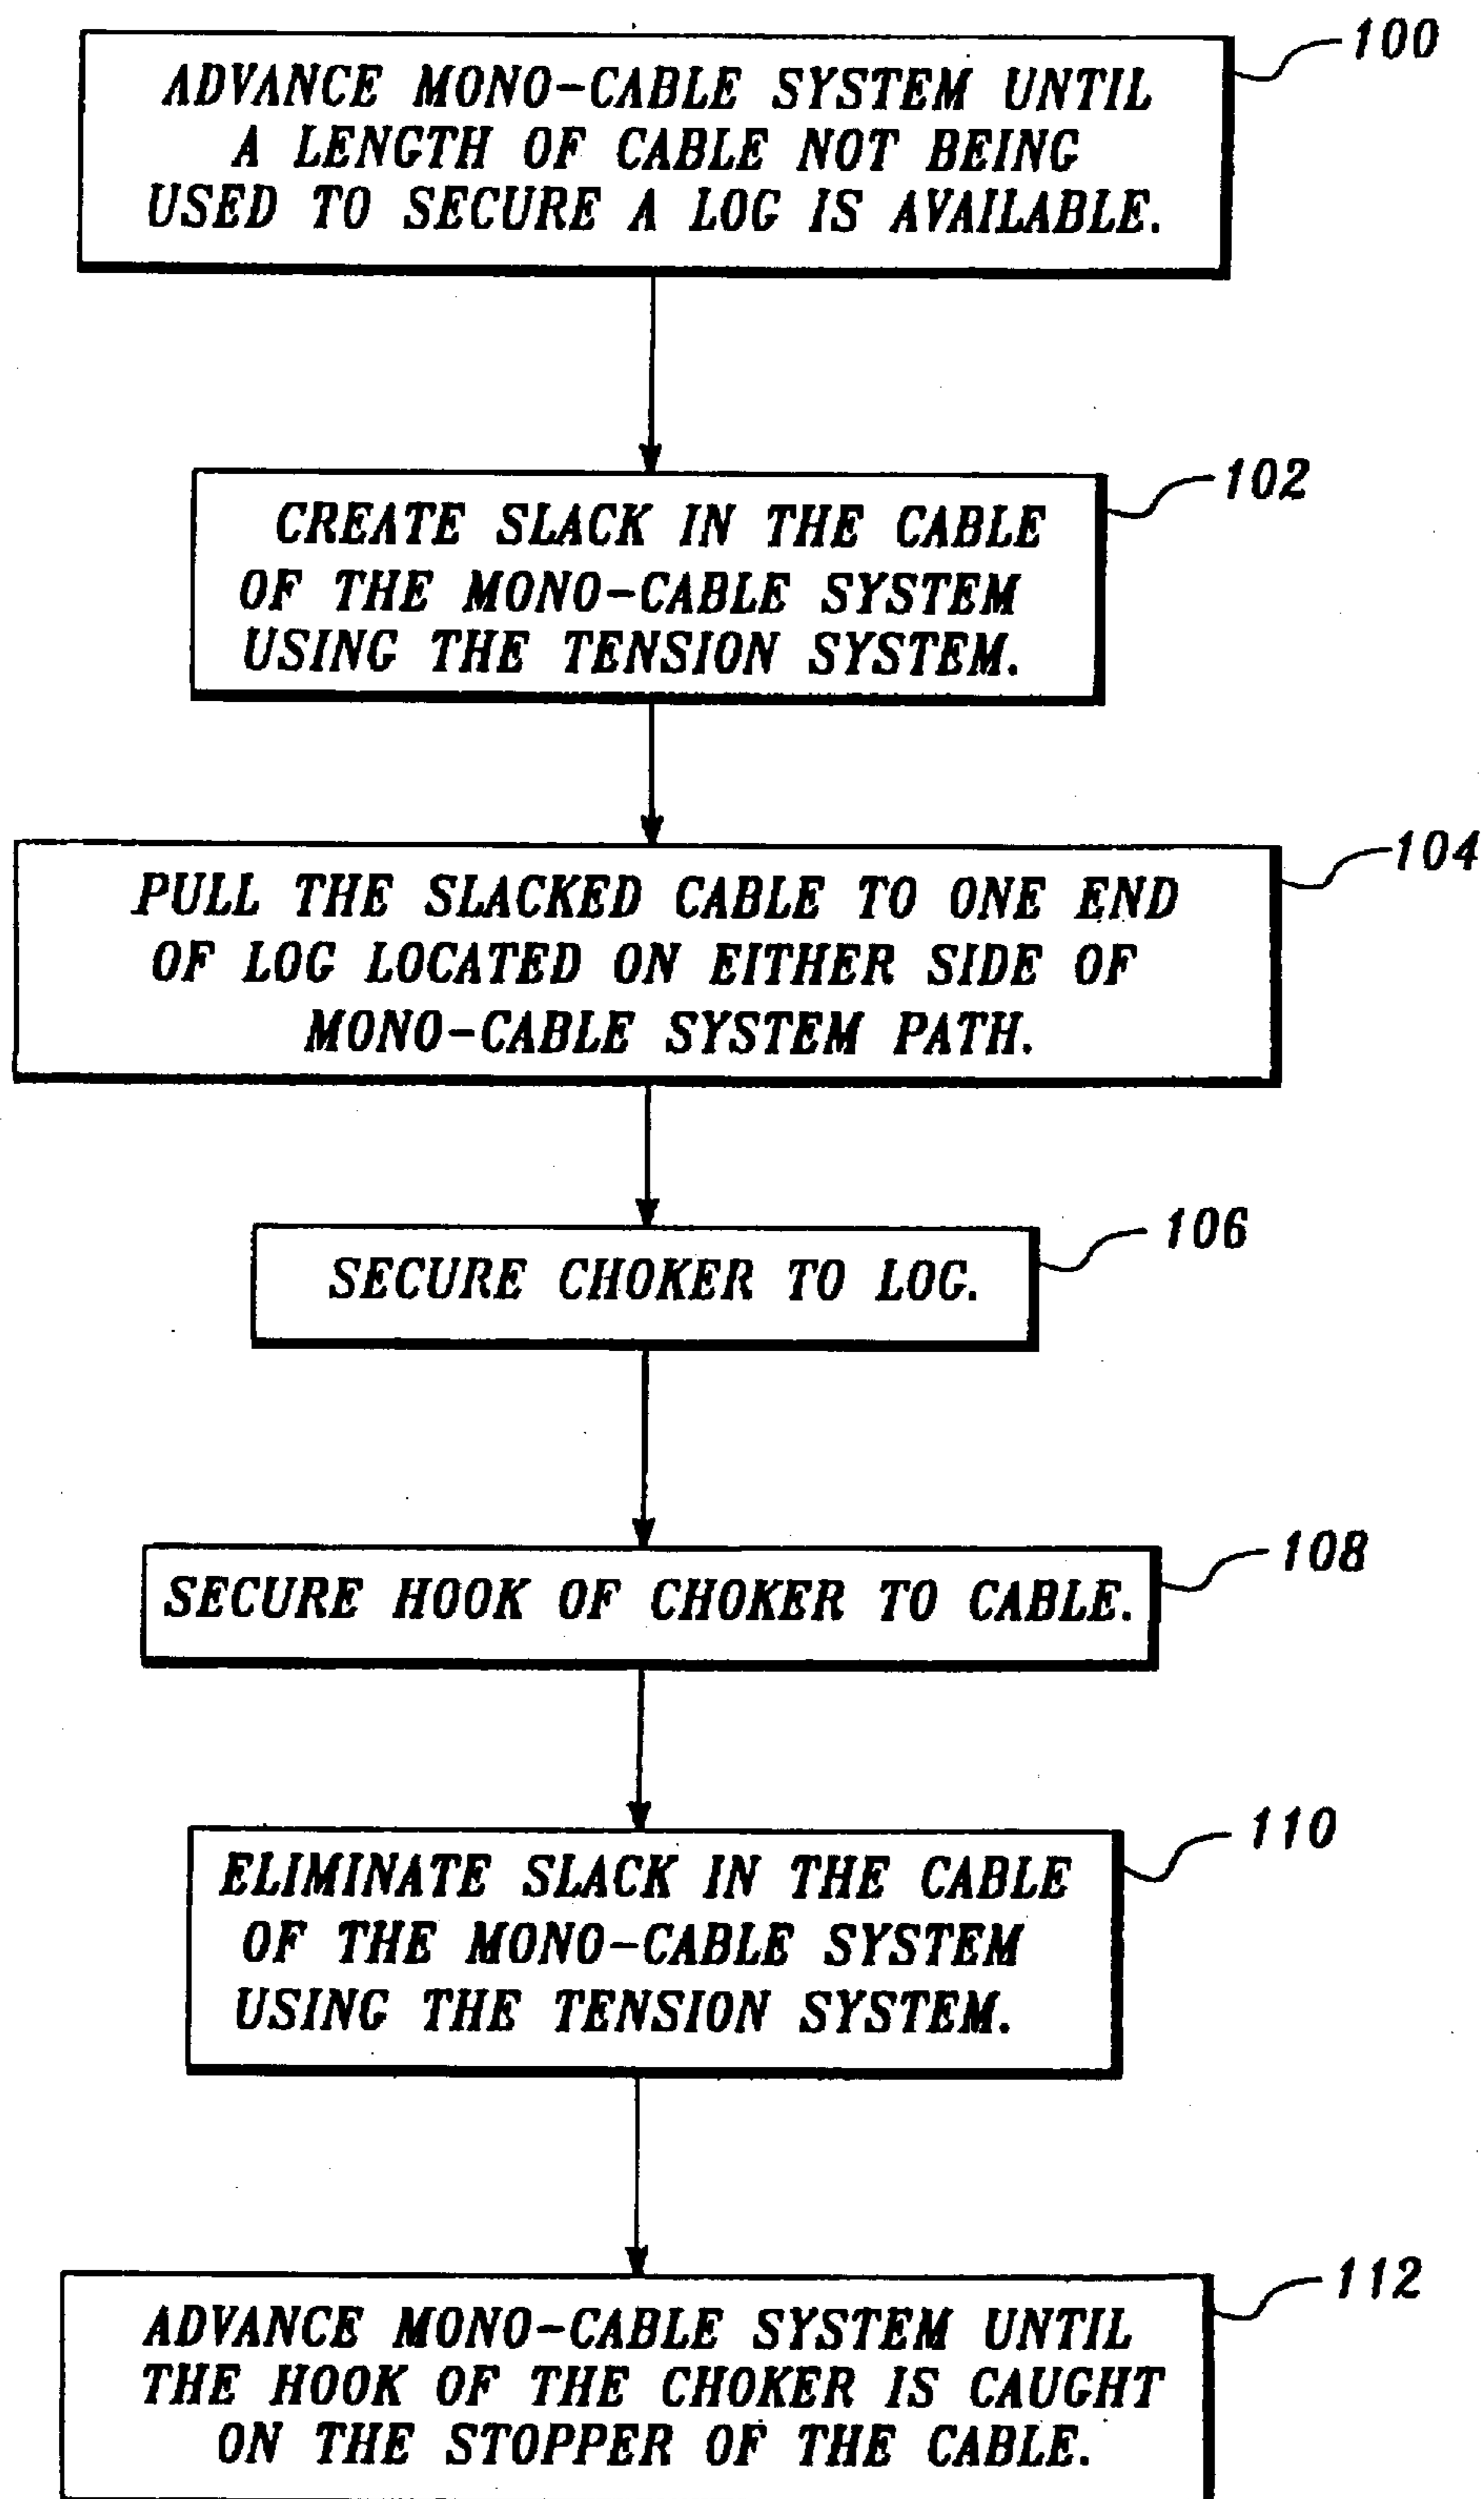 100
ADVANCE MONO-CABLE SYSTEM UNTIL
A LENGTH OF CABLE NOT BEING
USED TO SECURE A LOG IS AVAILABLE.
102
CREATE SLACK IN THE CABLE
OF THE MONO-CABLE SYSTEM
USING THE TENSION SYSTEM.
104
PULL THE SLACKED CABLE TO ONE END
OF LOG LOCATED ON EITHER SIDE OF
MONO-CABLE SYSTEM PATH.
106
SECURE CHOKER TO LOG.
108
SECURE HOOK OF CHOKER TO CABLE.
110
ELIMINATE SLACK IN THE CABLE
OF THE MONO-CABLE SYSTEM
USING THE TENSION SYSTEM.
112
ADVANCE MONO-CABLE SYSTEM UNTIL
THE HOOK OF THE CHOKER IS CAUGHT
ON THE STOPPER OF THE CABLE.